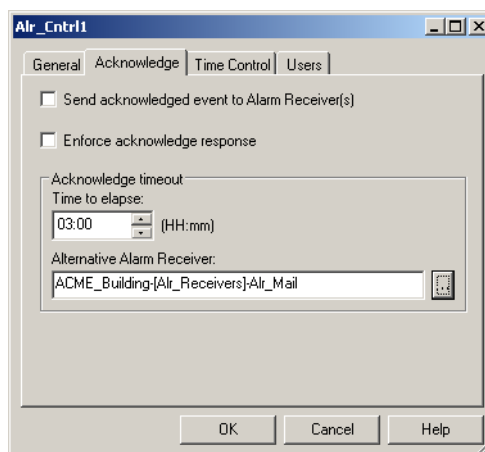 Alr_Cntrl1
General Acknowledge Time Control Users
Send acknowledged event to Alarm Receiver(s)
Enforce acknowledge response
Acknowledge timeout
Time to elapse:
03:00 (HH:mm)
Alternative Alarm Receiver:
ACME_Building-[Alr_Receivers]-Alr_Mail
...
OK Cancel Help